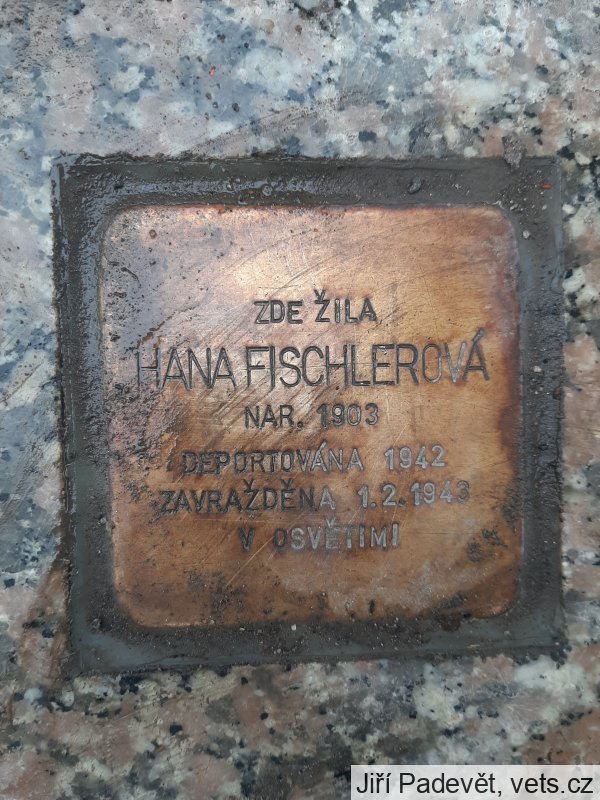 ZDE ŽILA
HANA FISCHLEROVÁ
NAR. 1903
DEPORTOVÁNA 1942
ZAVRAŽDĚNA 1.2.1943
V OSVĚTIMI
Jiří Padevět, vets.cz